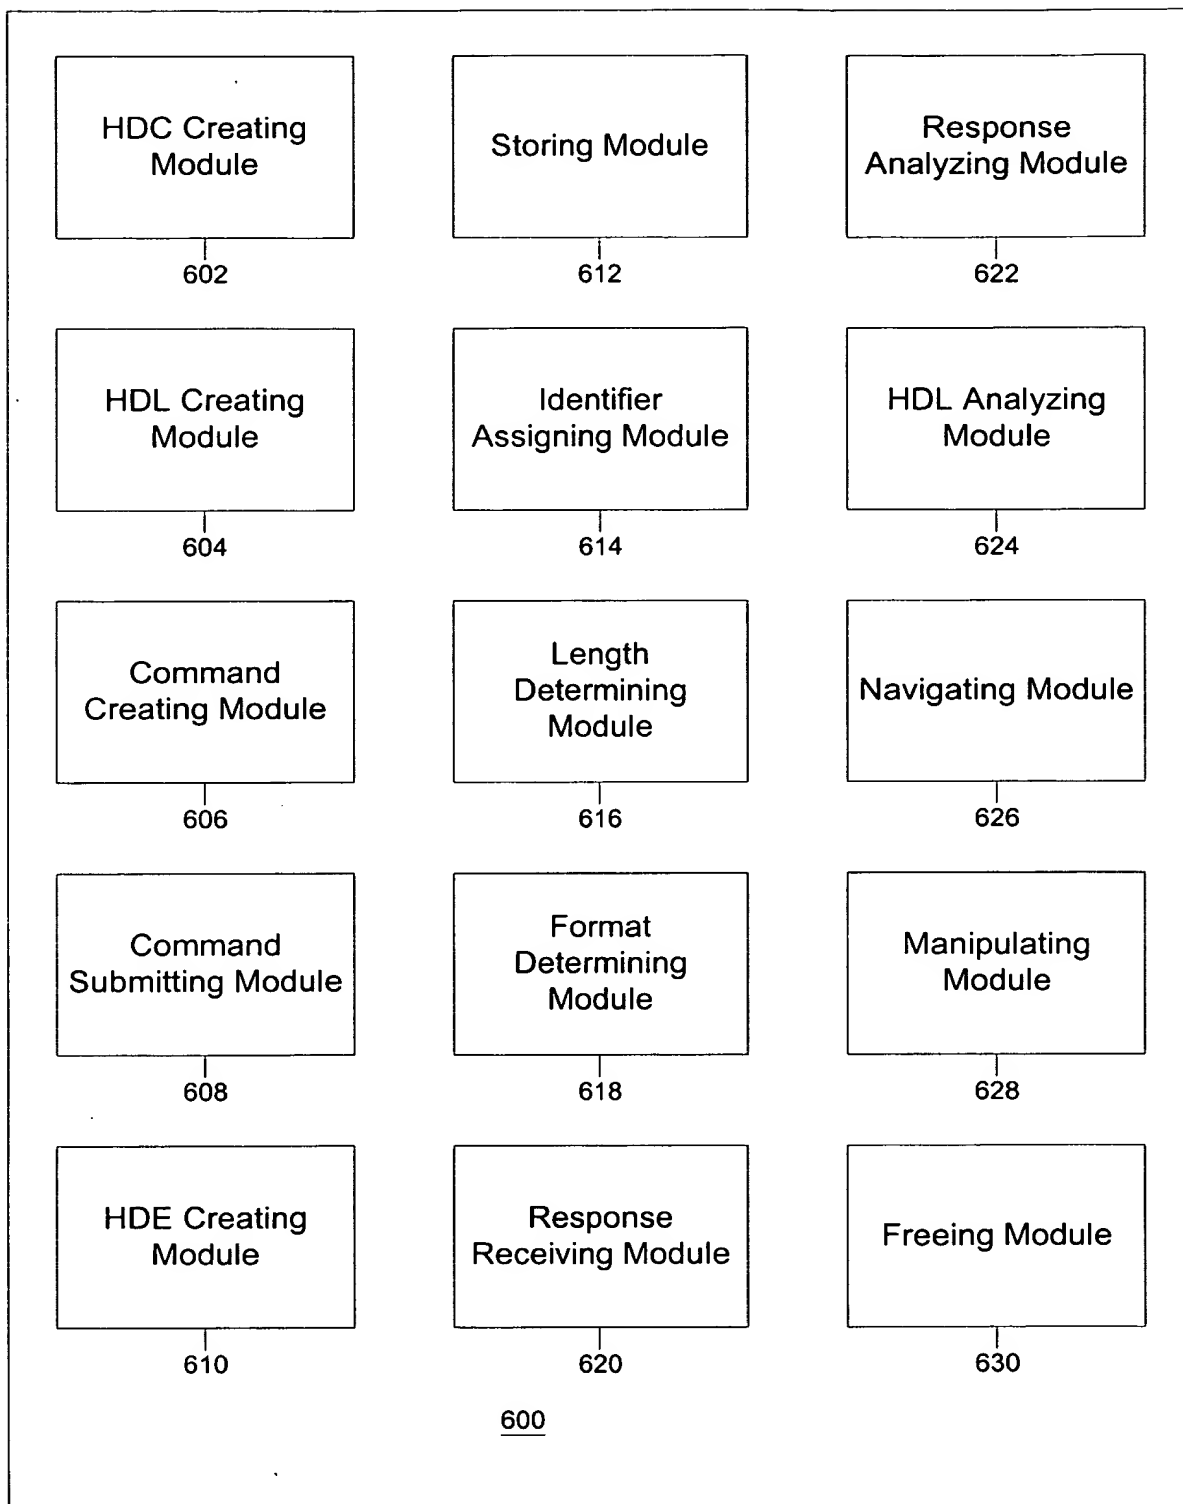 HDC Creating
Module
602
Storing Module
612
Response
Analyzing Module
622
HDL Creating
Module
604
Identifier
Assigning Module
614
HDL Analyzing
Module
624
Command
Creating Module
606
Length
Determining
Module
616
Navigating Module
626
Command
Submitting Module
608
Format
Determining
Module
618
Manipulating
Module
628
HDE Creating
Module
610
Response
Receiving Module
620
Freeing Module
630
600